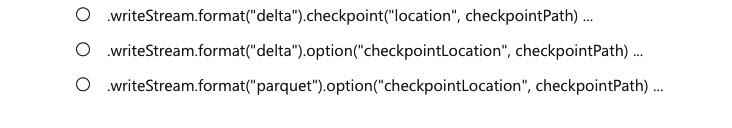 .writeStream.format("delta").checkpoint("location", checkpointPath) ...
.writeStream.format("delta").option("checkpointLocation", checkpointPath) ...
.writeStream.format("parquet").option("checkpointLocation", checkpointPath) ...